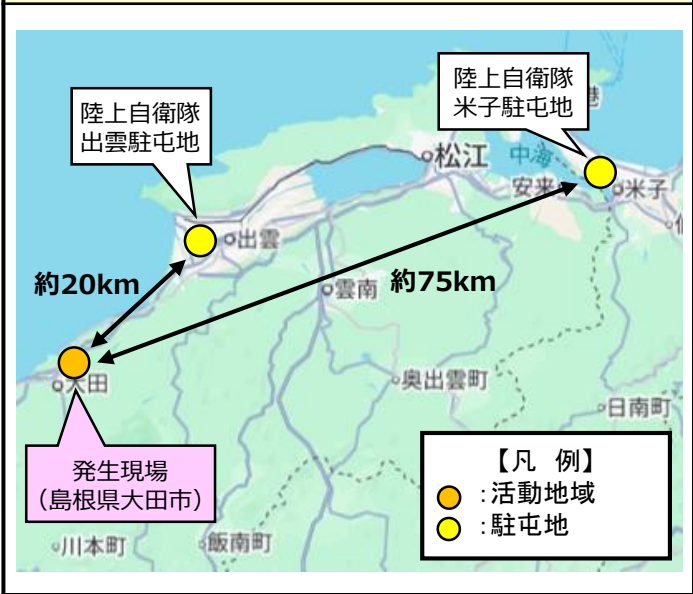 陸上自衛隊
米子駐屯地
陸上自衛隊
出雲駐屯地
港
松江
中海
安来
米子
出雲
約20km
約75km
雲南
大田
奥出雲町
日南町
発生現場
（島根県大田市）
【凡　例】
：活動地域
：駐屯地
川本町
飯南町